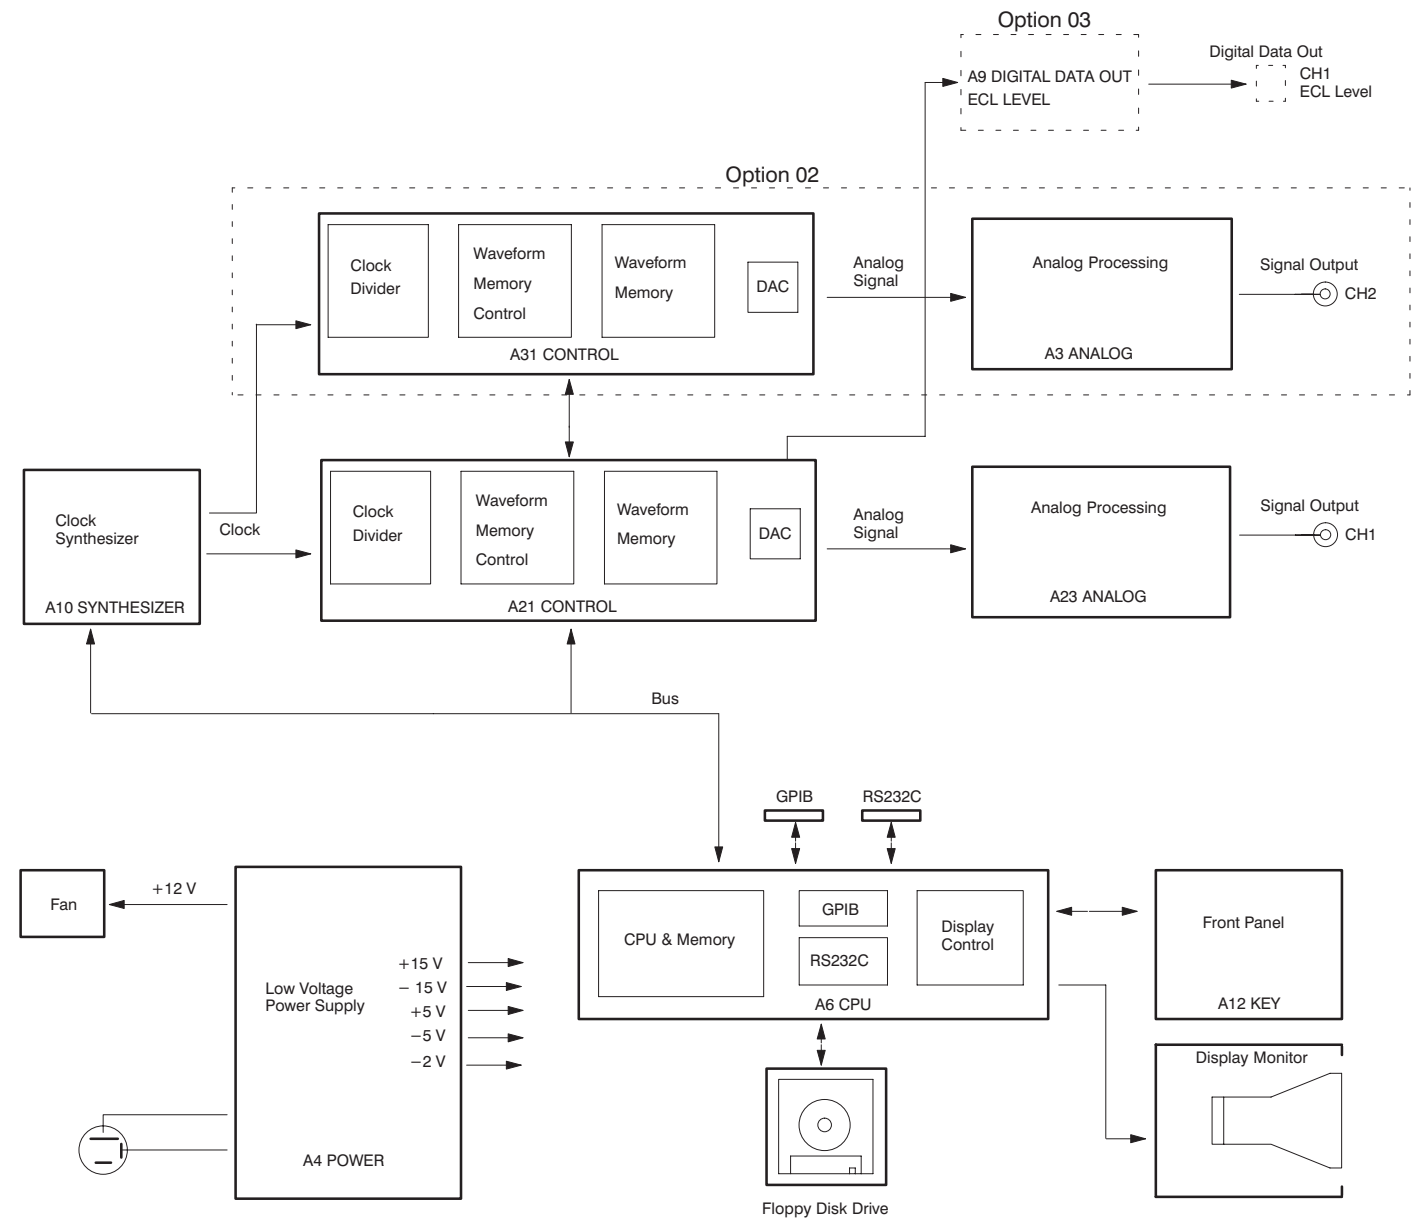 Option 03
A9 DIGITAL DATA OUT
ECL LEVEL
Digital Data Out
CH1
ECL Level
Option 02
Clock
Divider
Waveform
Memory
Control
Waveform
Memory
DAC
A31 CONTROL
Analog
Signal
Analog Processing
A3 ANALOG
Signal Output
CH2
Clock
Synthesizer
A10 SYNTHESIZER
Clock
Clock
Divider
Waveform
Memory
Control
Waveform
Memory
DAC
A21 CONTROL
Analog
Signal
Analog Processing
A23 ANALOG
Signal Output
CH1
Bus
GPIB
RS232C
Fan
+12 V
Low Voltage
Power Supply
+15 V
− 15 V
+5 V
−5 V
−2 V
A4 POWER
CPU & Memory
GPIB
RS232C
Display
Control
A6 CPU
Front Panel
A12 KEY
Display Monitor
Floppy Disk Drive